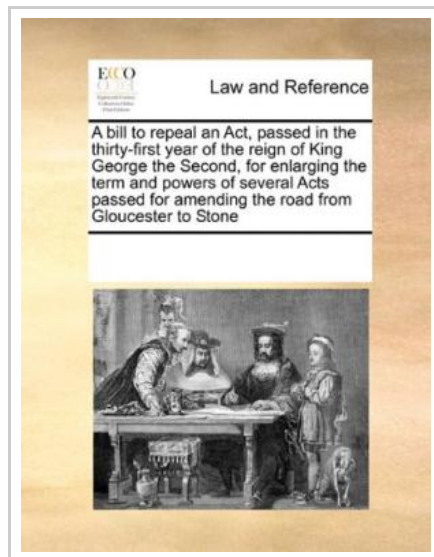 ECCO
Law and Reference
A bill to repeal an Act, passed in the
thirty-first year of the reign of King
George the Second, for enlarging the
term and powers of several Acts
passed for amending the road from
Gloucester to Stone